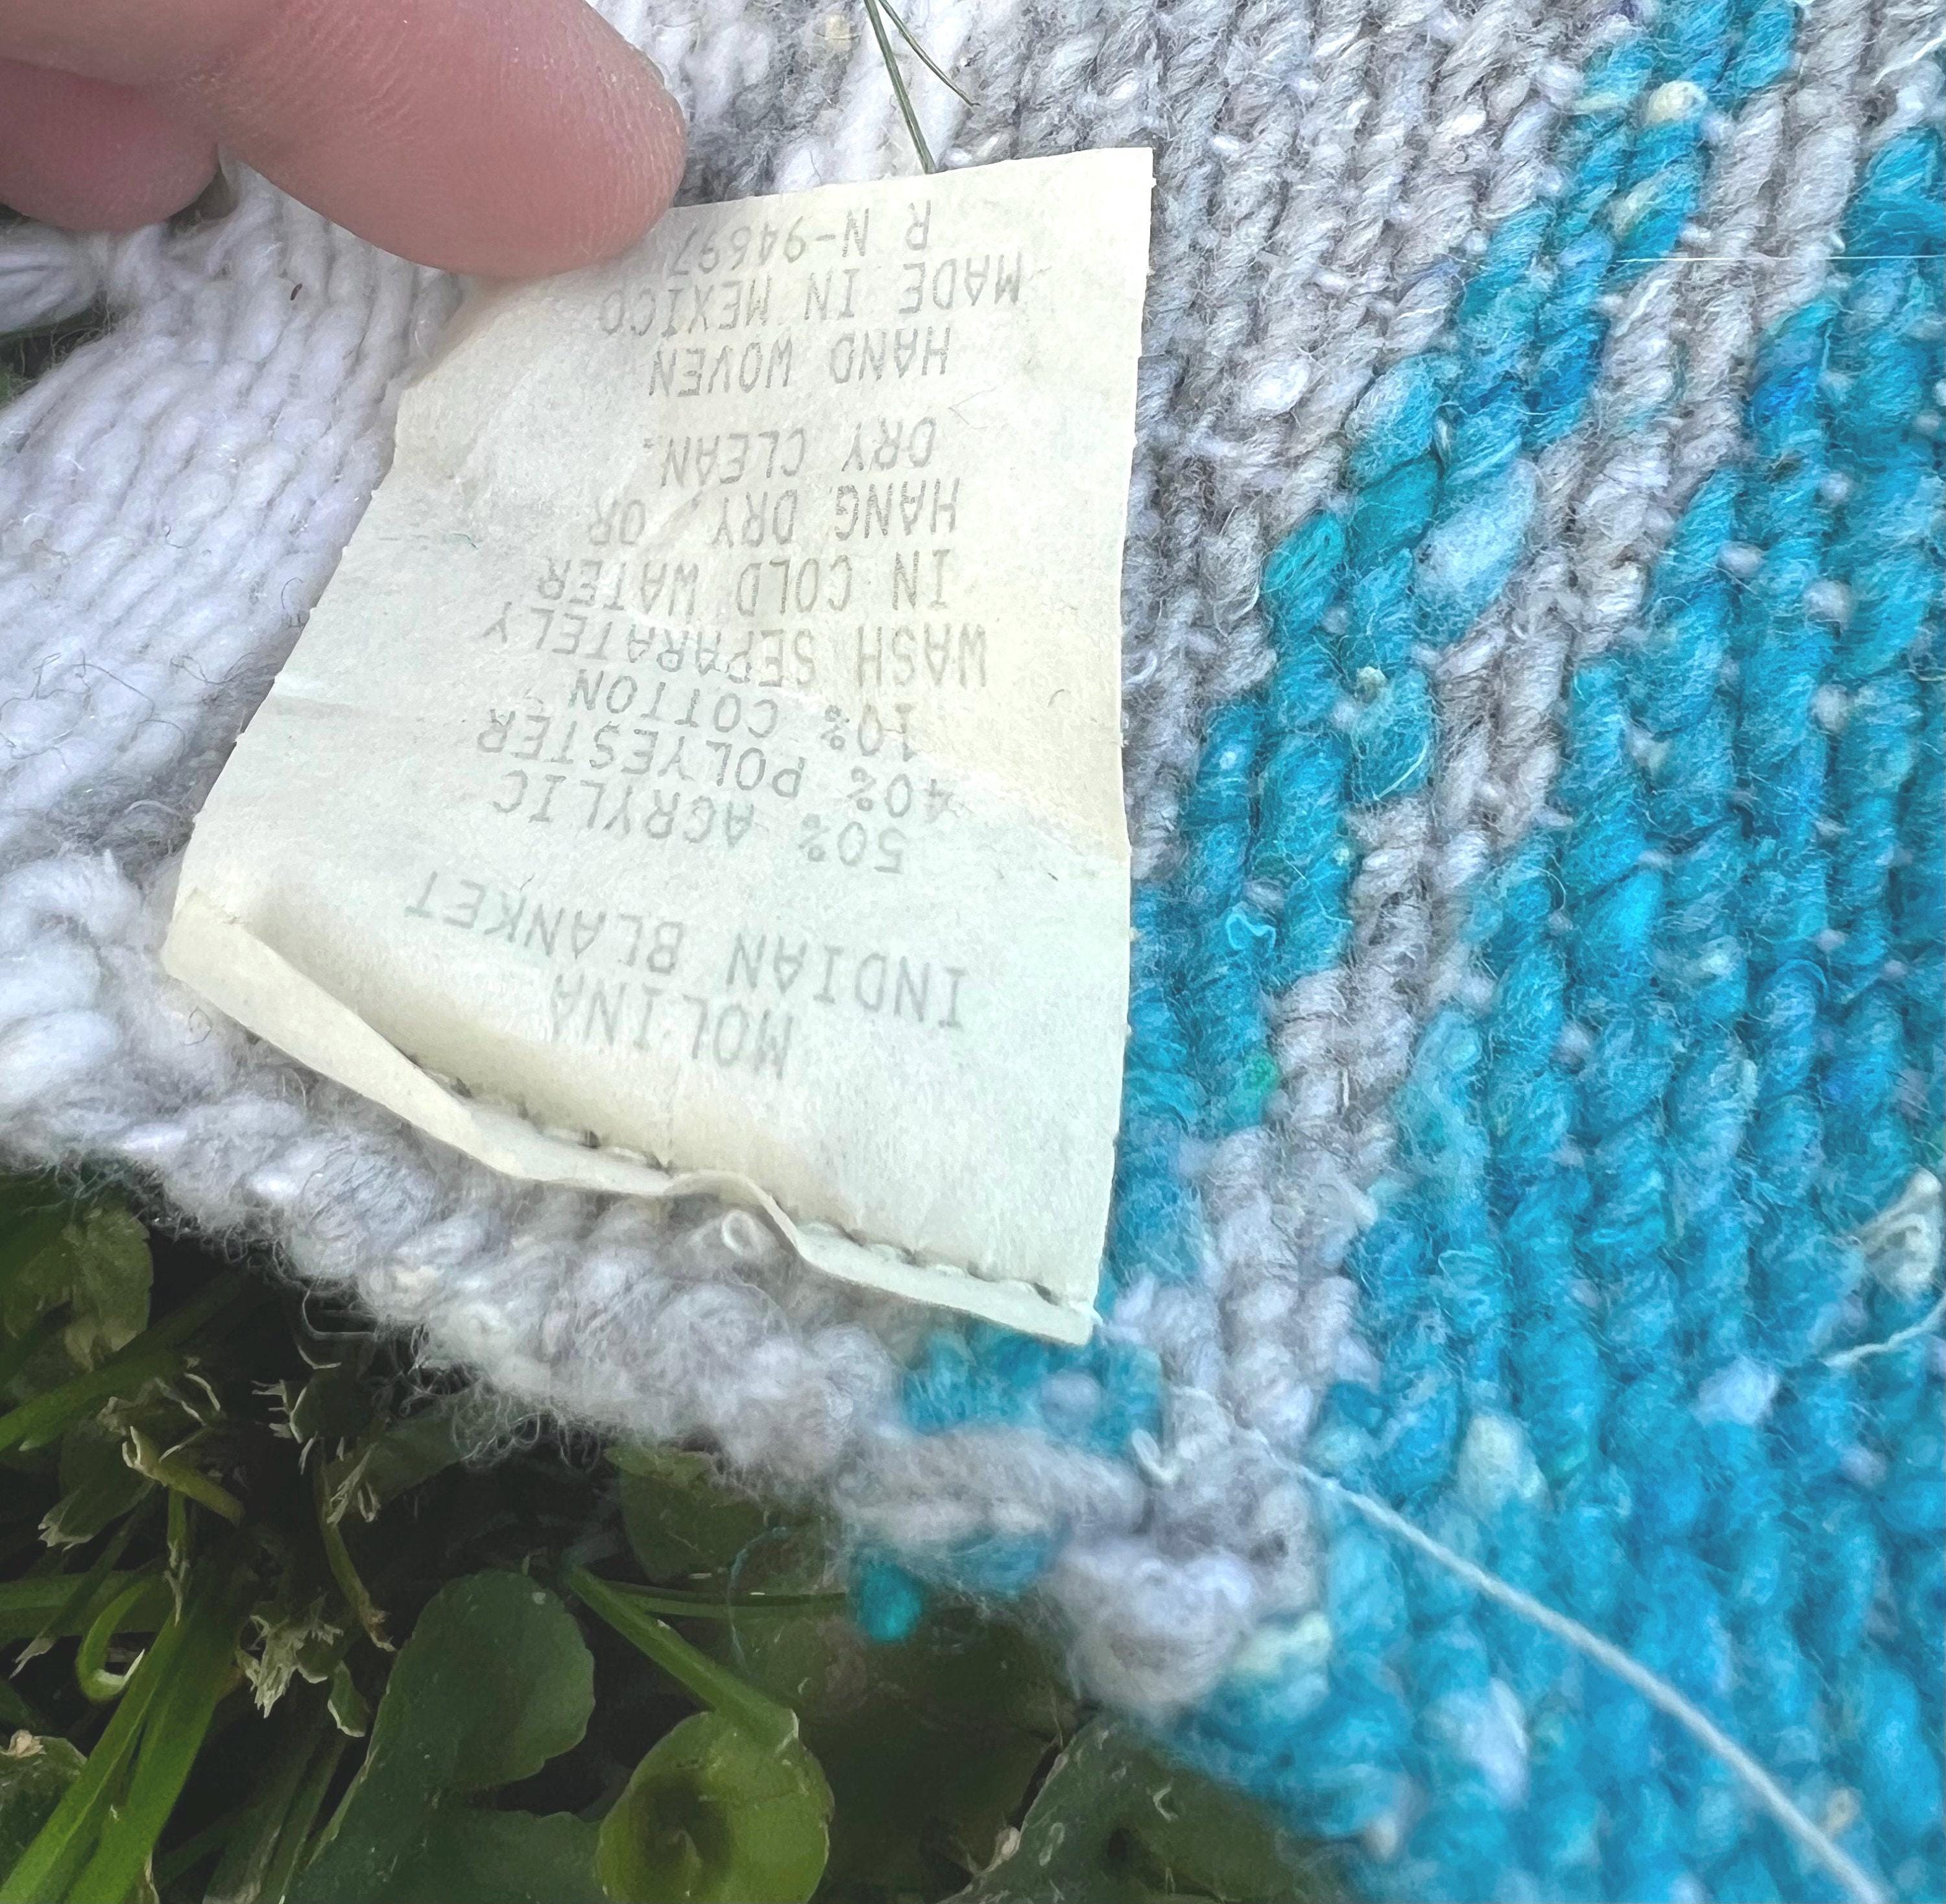 MOLINA
INDIAN BLANKET
50% ACRYLIC
40% POLYESTER
10% COTTON
WASH SEPARATELY
IN COLD WATER
HANG DRY, OR
DRY CLEAN.
HAND WOVEN
MADE IN MEXICO
R N-94697